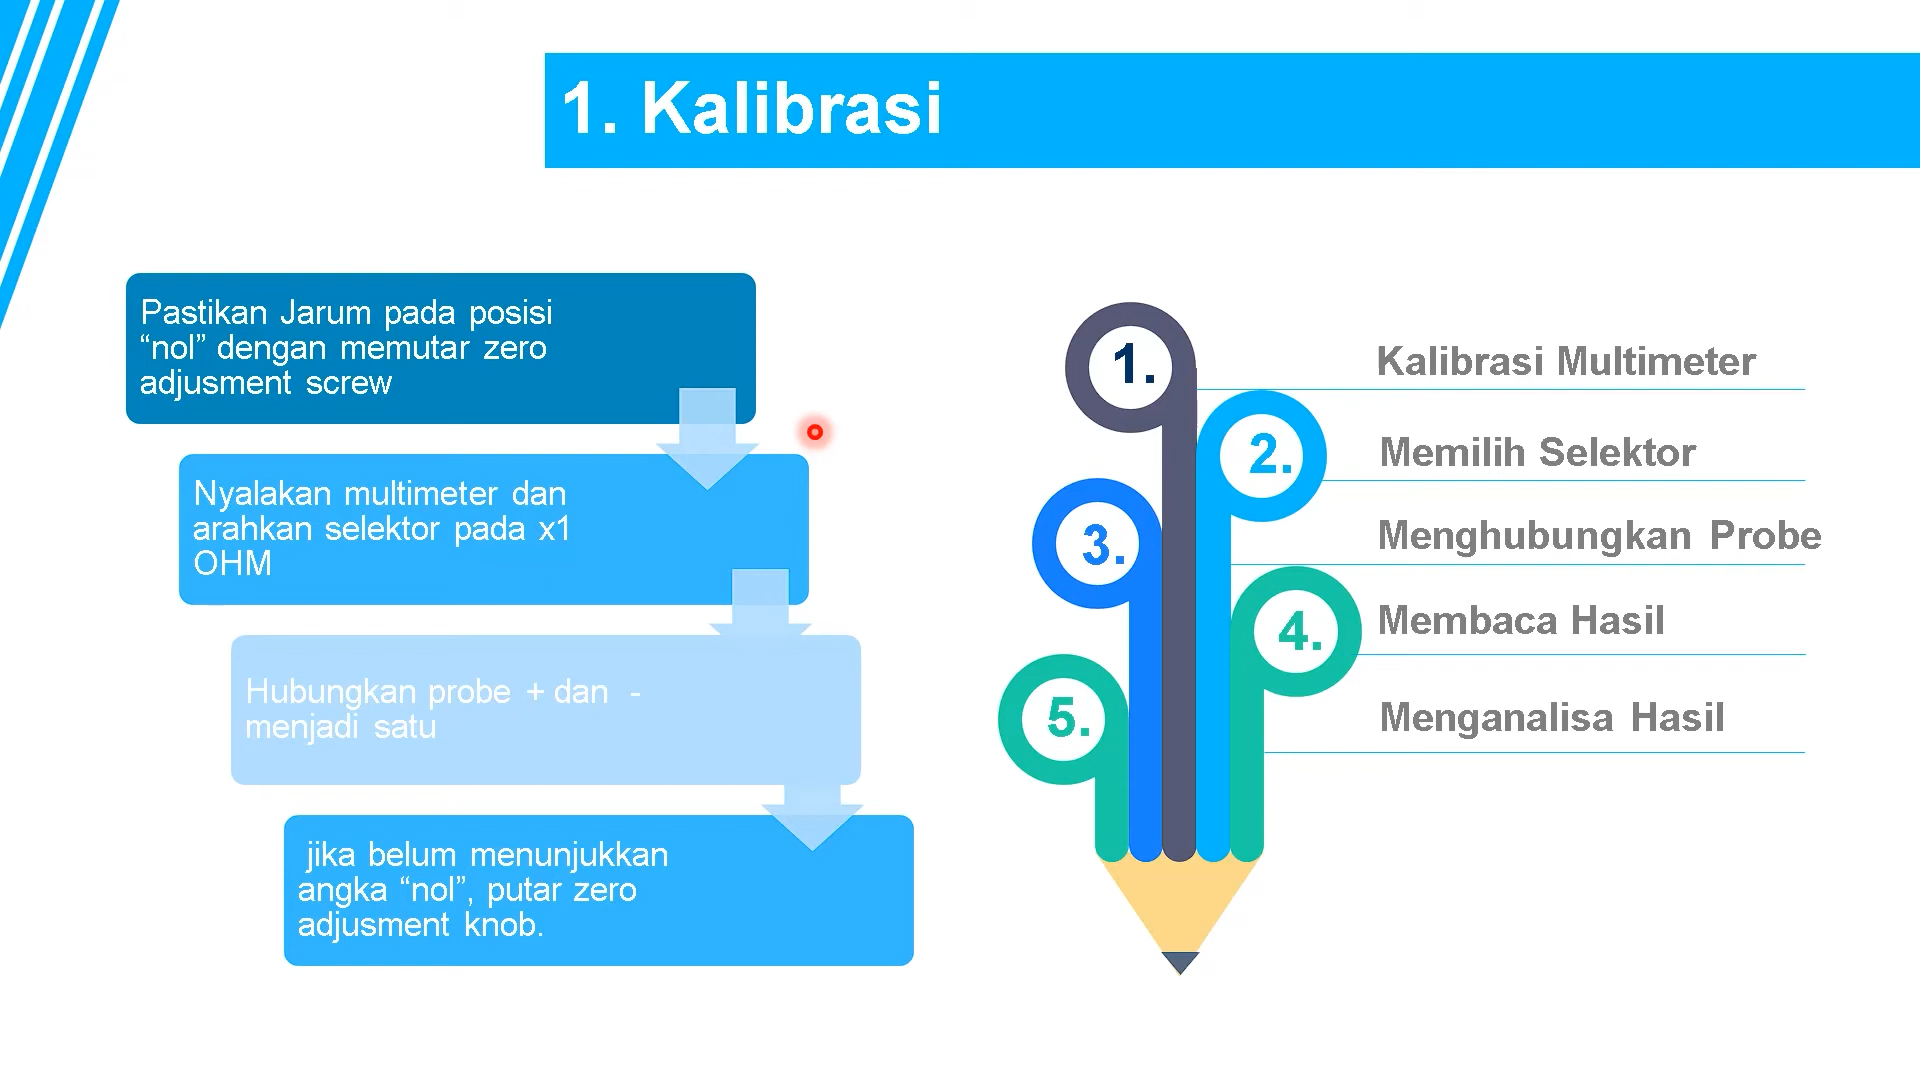 1. Kalibrasi
Pastikan Jarum pada posisi
“nol” dengan memutar zero
adjusment screw
Nyalakan multimeter dan
arahkan selektor pada x1
OHM
Hubungkan probe + dan -
menjadi satu
jika belum menunjukkan
angka “nol”, putar zero
adjusment knob.
1.
Kalibrasi Multimeter
2.
Memilih Selektor
3.
Menghubungkan Probe
4.
Membaca Hasil
5.
Menganalisa Hasil